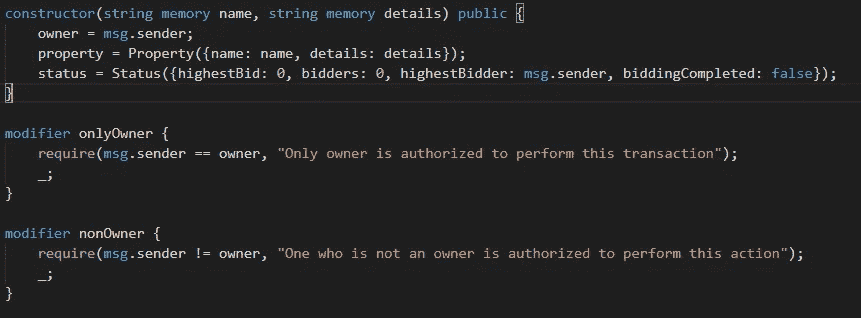 constructor(string memory name, string memory details) public {
    owner = msg.sender;
    property = Property({name: name, details: details});
    status = Status({highestBid: 0, bidders: 0, highestBidder: msg.sender, biddingCompleted: false});
}
modifier onlyOwner {
    require(msg.sender == owner, "Only owner is authorized to perform this transaction");
    _;
}
modifier nonOwner {
    require(msg.sender != owner, "One who is not an owner is authorized to perform this action");
    _;
}